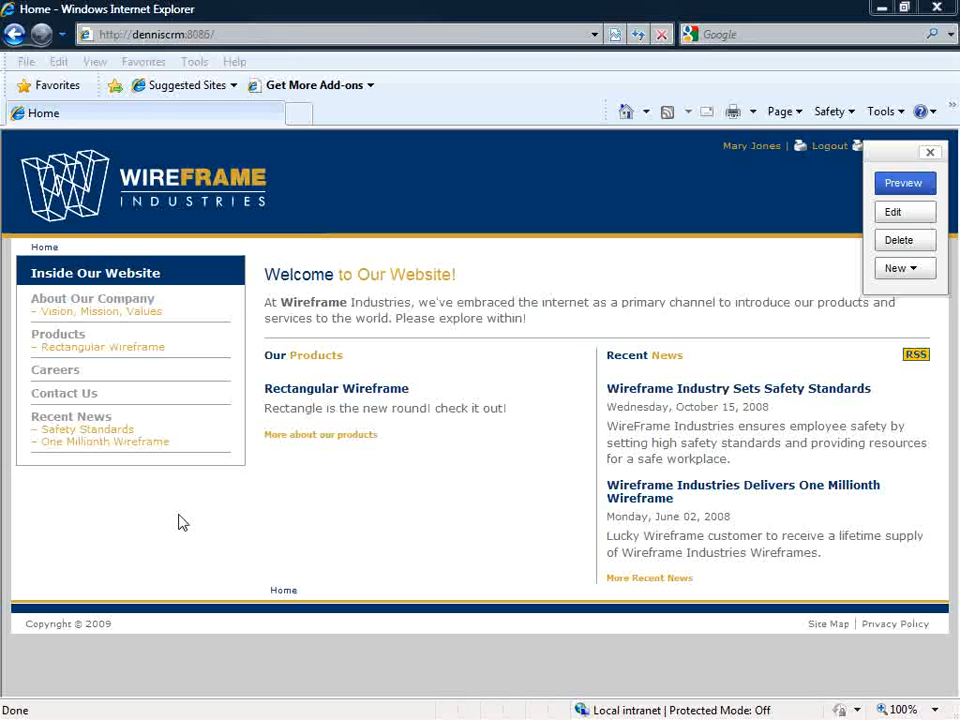 Home - Windows Internet Explorer
http://denniscrm:8086/
Google
File Edit View Favorites Tools Help
Favorites Suggested Sites Get More Add-ons
Home
Page Safety Tools
Mary Jones | Logout
WIREFRAME
INDUSTRIES
Preview
Edit
Delete
New
Home
Inside Our Website
About Our Company
– Vision, Mission, Values
Products
– Rectangular Wireframe
Careers
Contact Us
Recent News
– Safety Standards
– One Millionth Wireframe
Welcome to Our Website!
At Wireframe Industries, we've embraced the internet as a primary channel to introduce our products and
services to the world. Please explore within!
Our Products
Rectangular Wireframe
Rectangle is the new round! check it out!
More about our products
Recent News
RSS
Wireframe Industry Sets Safety Standards
Wednesday, October 15, 2008
WireFrame Industries ensures employee safety by
setting high safety standards and providing resources
for a safe workplace.
Wireframe Industries Delivers One Millionth
Wireframe
Monday, June 02, 2008
Lucky Wireframe customer to receive a lifetime supply
of Wireframe Industries Wireframes.
More Recent News
Home
Copyright © 2009
Site Map | Privacy Policy
Done
Local intranet | Protected Mode: Off
100%